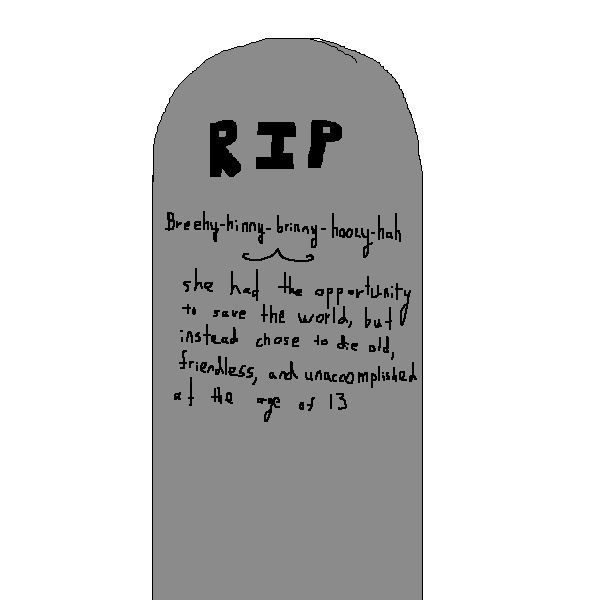 RIP
Breehy-hinny-brinny-hooey-hah
she had the opportunity
to save the world, but
instead chose to die old,
friendless, and unaccomplished
at the age of 13